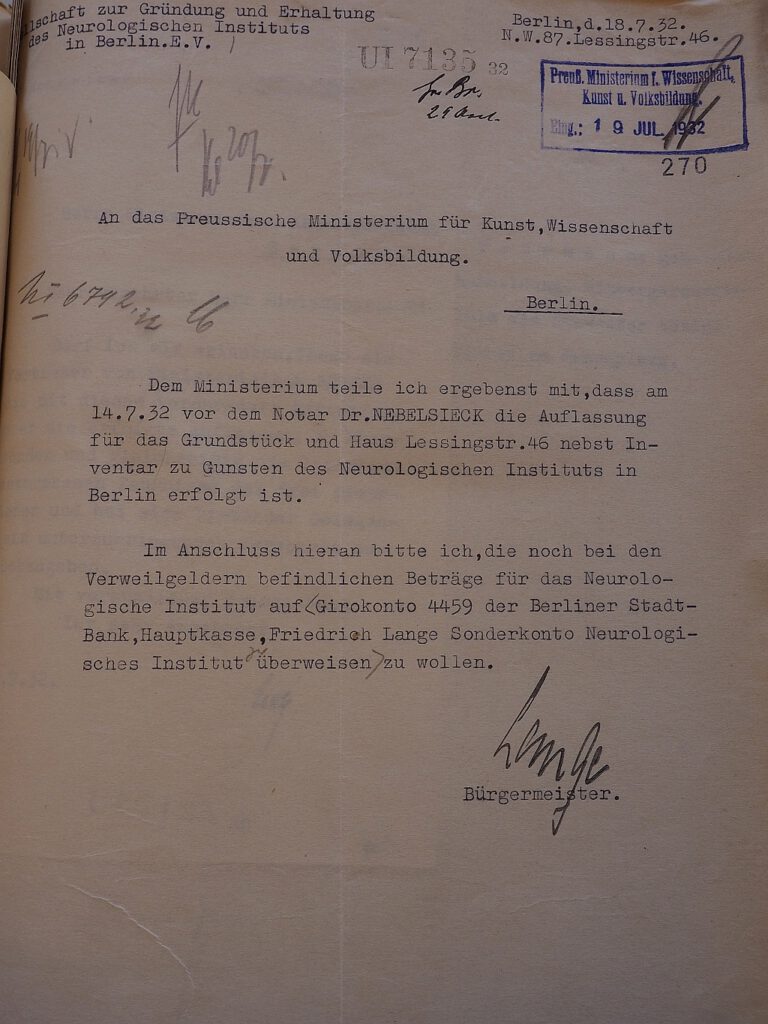 llschaft zur Gründung und Erhaltung
des Neurologischen Instituts
in Berlin.E.V.
Berlin,d.18.7.32.
N.W.87.Lessingstr.46.
UI 7135 32
Preuß. Ministerium f. Wissenschaft,
Kunst u. Volksbildung.
Eing.: 19 JUL. 1932
270
An das Preussische Ministerium für Kunst,Wissenschaft
und Volksbildung.
6792
Berlin.
Dem Ministerium teile ich ergebenst mit,dass am
14.7.32 vor dem Notar Dr.NEBELSIECK die Auflassung
für das Grundstück und Haus Lessingstr.46 nebst In-
ventar zu Gunsten des Neurologischen Instituts in
Berlin erfolgt ist.
Im Anschluss hieran bitte ich,die noch bei den
Verweilgeldern befindlichen Beträge für das Neurolo-
gische Institut auf Girokonto 4459 der Berliner Stadt-
Bank,Hauptkasse,Friedrich Lange Sonderkonto Neurologi-
sches Institut zu überweisen zu wollen.
Lange
Bürgermeister.